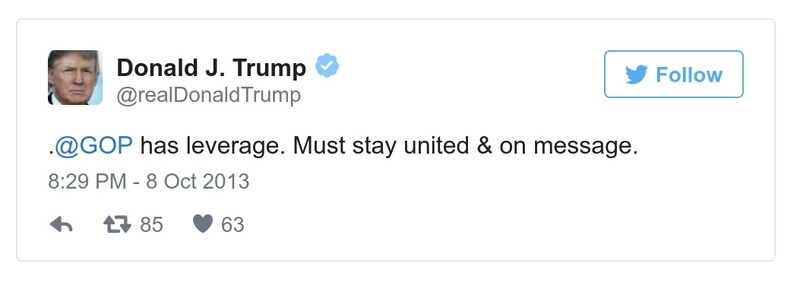 Donald J. Trump
@realDonaldTrump
Follow
.@GOP has leverage. Must stay united & on message.
8:29 PM - 8 Oct 2013
85 63